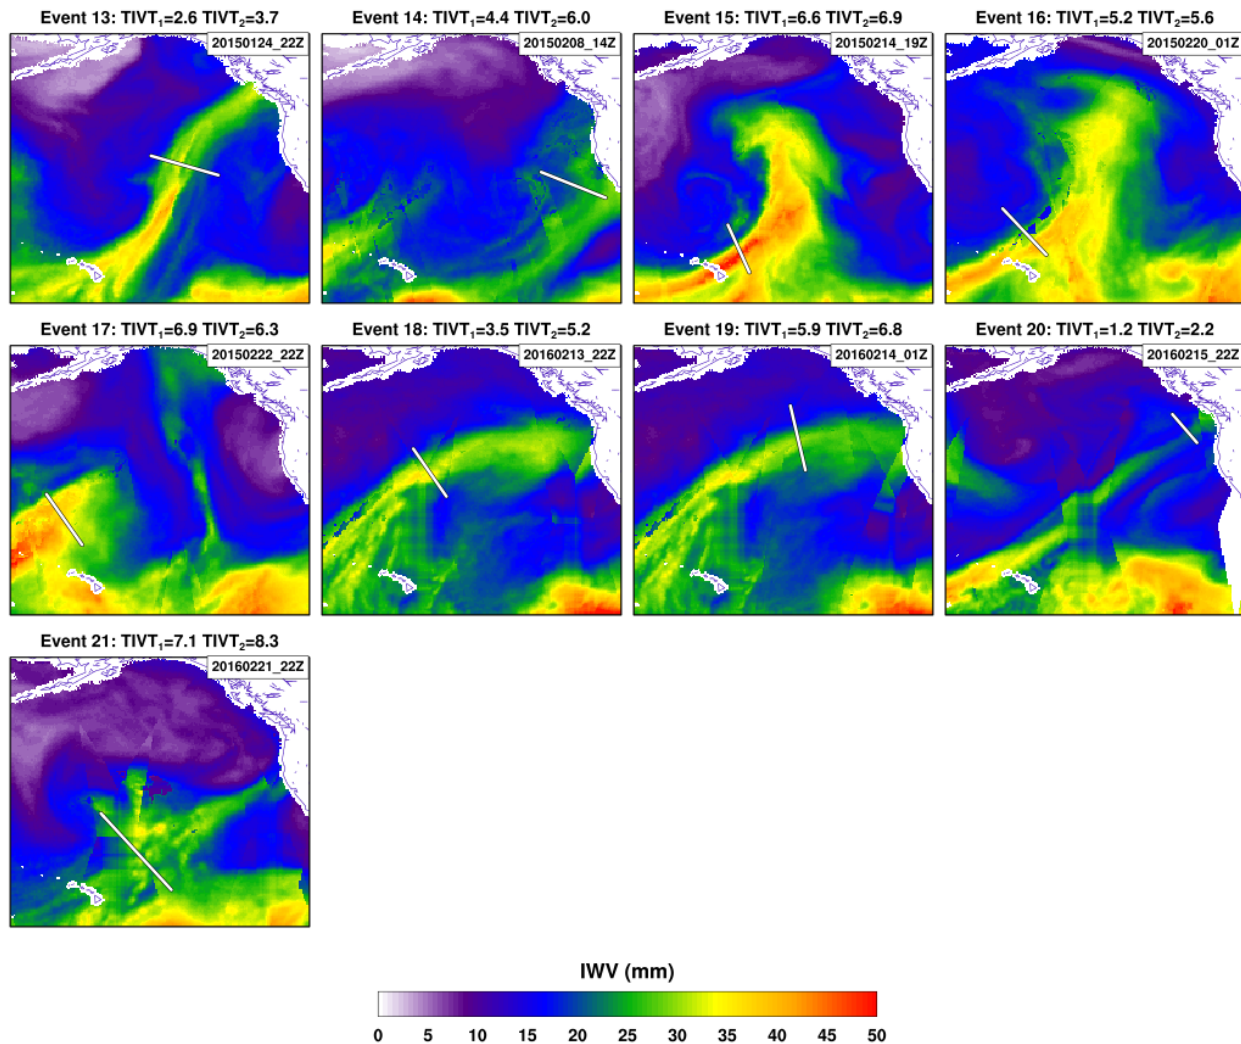 Event 13: TIVT₁=2.6 TIVT₂=3.7
20150124_22Z
Event 14: TIVT₁=4.4 TIVT₂=6.0
20150208_14Z
Event 15: TIVT₁=6.6 TIVT₂=6.9
20150214_19Z
Event 16: TIVT₁=5.2 TIVT₂=5.6
20150220_01Z
Event 17: TIVT₁=6.9 TIVT₂=6.3
20150222_22Z
Event 18: TIVT₁=3.5 TIVT₂=5.2
20160213_22Z
Event 19: TIVT₁=5.9 TIVT₂=6.8
20160214_01Z
Event 20: TIVT₁=1.2 TIVT₂=2.2
20160215_22Z
Event 21: TIVT₁=7.1 TIVT₂=8.3
20160221_22Z
IWV (mm)
0 5 10 15 20 25 30 35 40 45 50